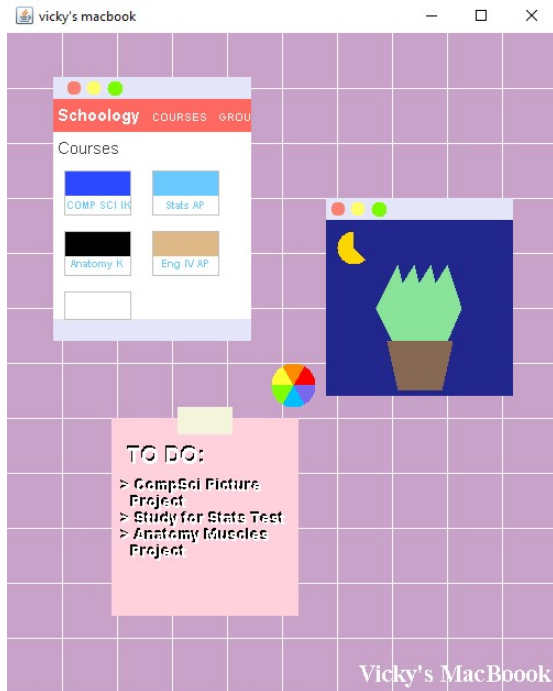 vicky's macbook
Schoology COURSES GROU
Courses
COMP SCI IK Stats AP
Anatomy K Eng IV AP
TO DO:
> CompSci Picture
Project
> Study for Stats Test
> Anatomy Muscles
Project
Vicky's MacBoook